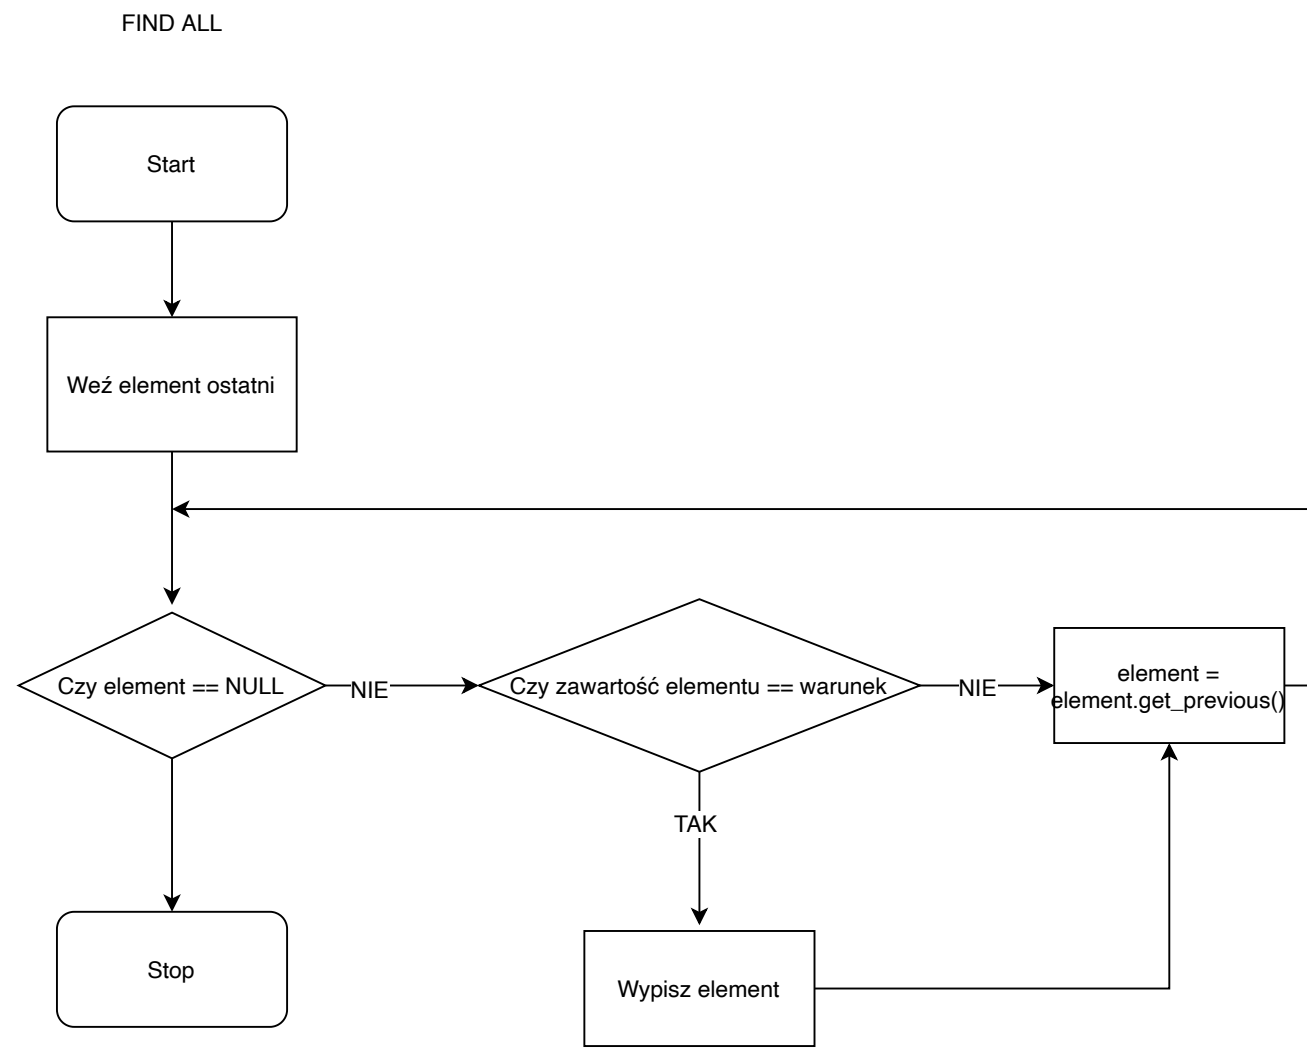 FIND ALL
Start
Weź element ostatni
Czy element == NULL
NIE
Czy zawartość elementu == warunek
NIE
element =
element.get_previous()
TAK
Stop
Wypisz element